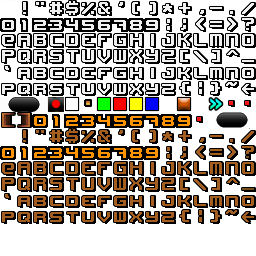 !"#$%&'()*+,-./
0123456789:;<=>?
@ABCDEFGHIJKLMNO
PQRSTUVWXYZ[\]^_
`ABCDEFGHIJKLMNO
PQRSTUVWXYZ{¦}~←
0123456789
!"#$%&'()*+,-./
0123456789:;<=>?
@ABCDEFGHIJKLMNO
PQRSTUVWXYZ[\]^_
`ABCDEFGHIJKLMNO
PQRSTUVWXYZ{¦}~←